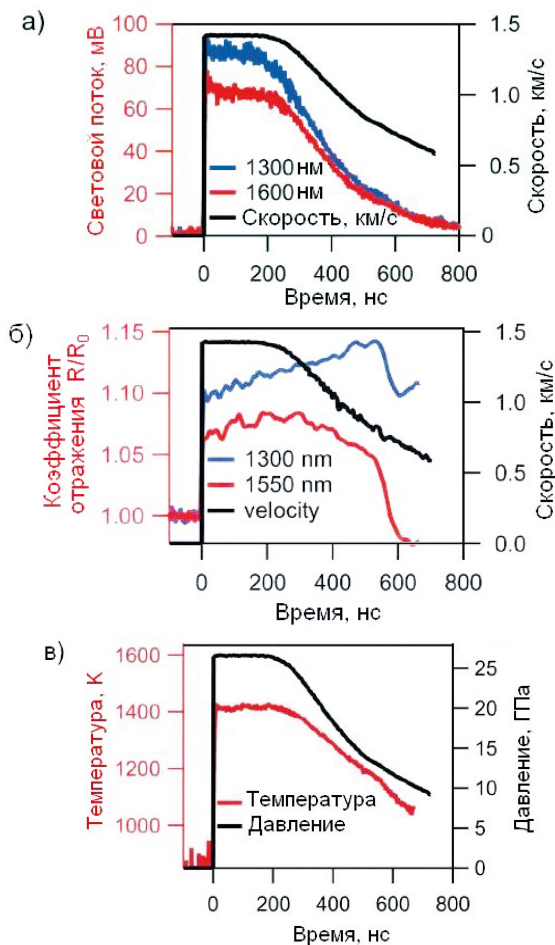 а)
Световой поток, мВ
100
80
60
40
20
0
1300 нм
1600 нм
Скорость, км/с
1.5
1.0
0.5
0
Скорость, км/с
0 200 400 600 800
Время, нс
б)
Коэффициент
отражения R/R0
1.15
1.10
1.05
1.00
1300 nm
1550 nm
velocity
1.5
1.0
0.5
0.0
Скорость, км/с
0 200 400 600 800
Время, нс
в)
Температура, К
1600
1400
1200
1000
Температура
Давление
25
20
15
10
5
0
Давление, ГПа
0 200 400 600 800
Время, нс